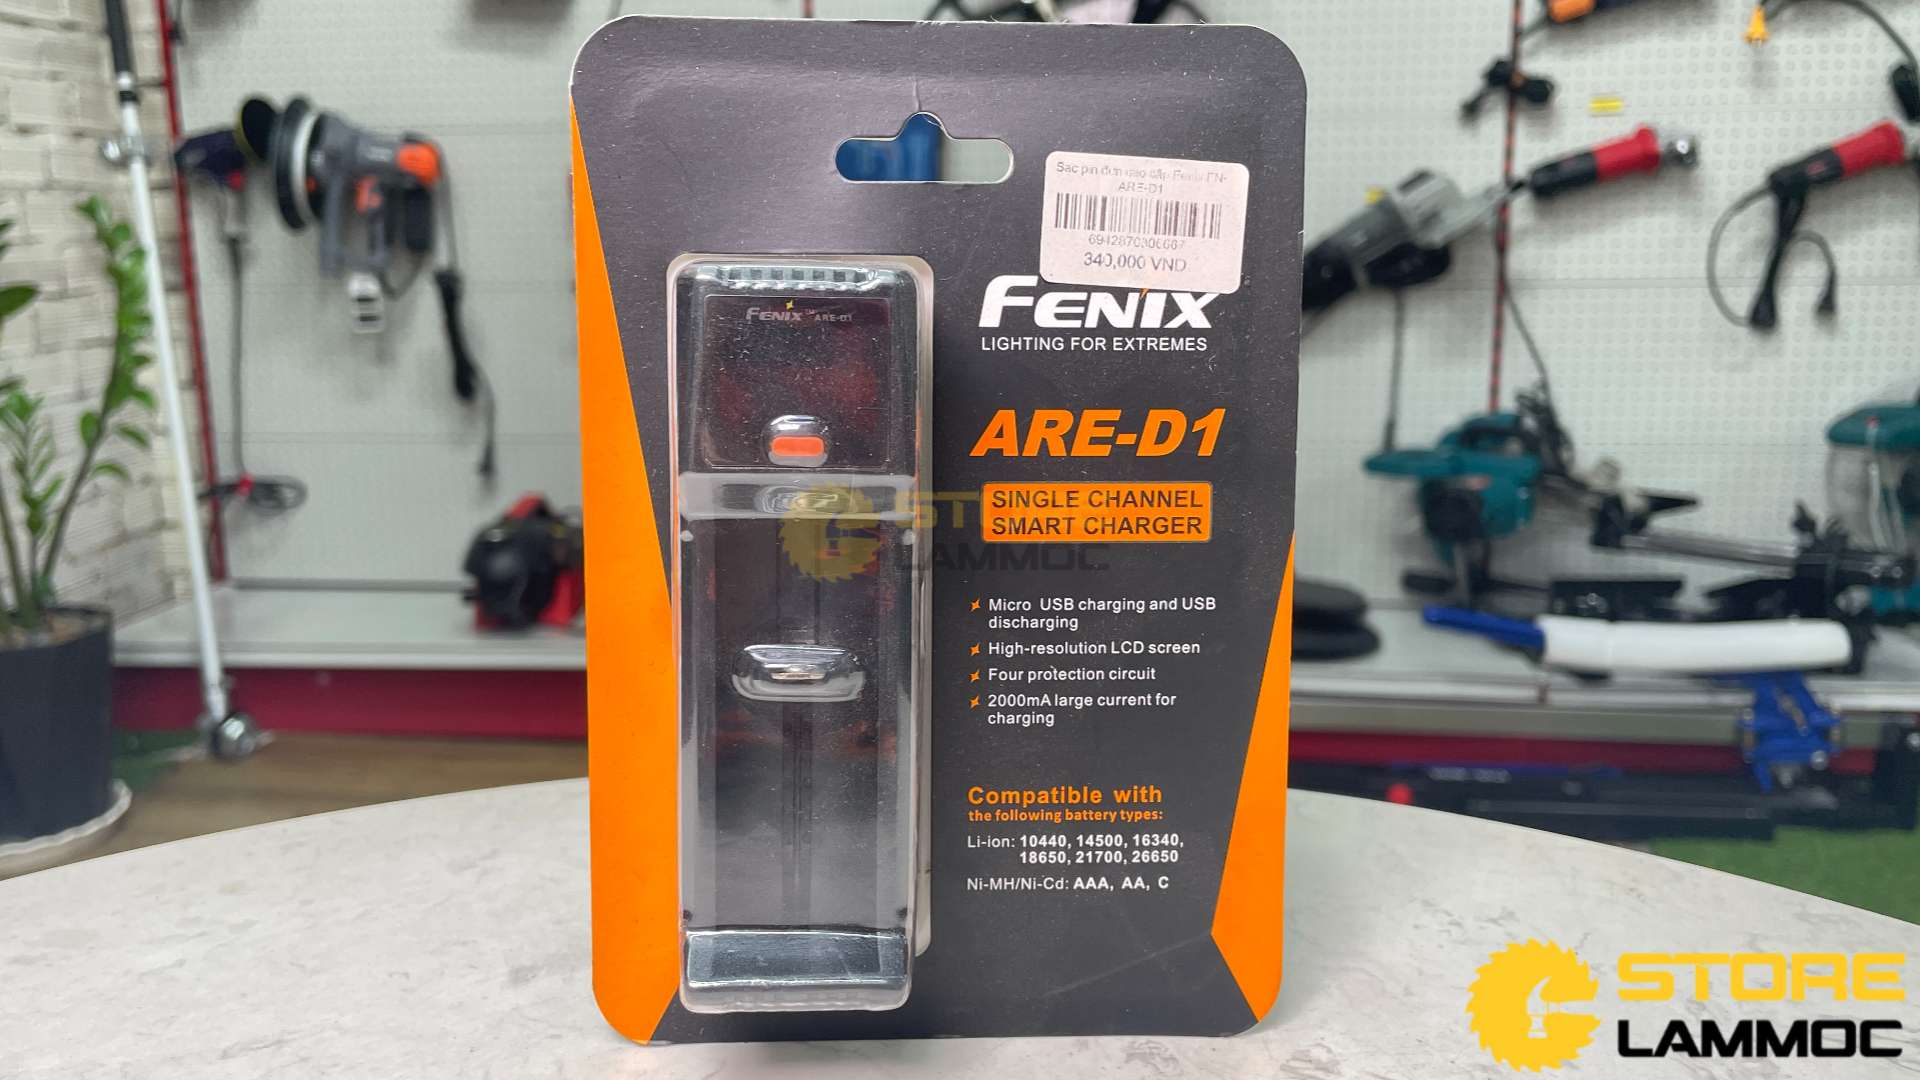 Sạc pin đèn cao cấp Fenix FN-
ARE-D1
340,000 VND
FENIX
LIGHTING FOR EXTREMES
FENIX ARE-D1
ARE-D1
SINGLE CHANNEL
SMART CHARGER
STORE
LAMMOC
Micro USB charging and USB
discharging
High-resolution LCD screen
Four protection circuit
2000mA large current for
charging
Compatible with
the following battery types:
Li-ion: 10440, 14500, 16340,
18650, 21700, 26650
Ni-MH/Ni-Cd: AAA, AA, C
STORE
LAMMOC